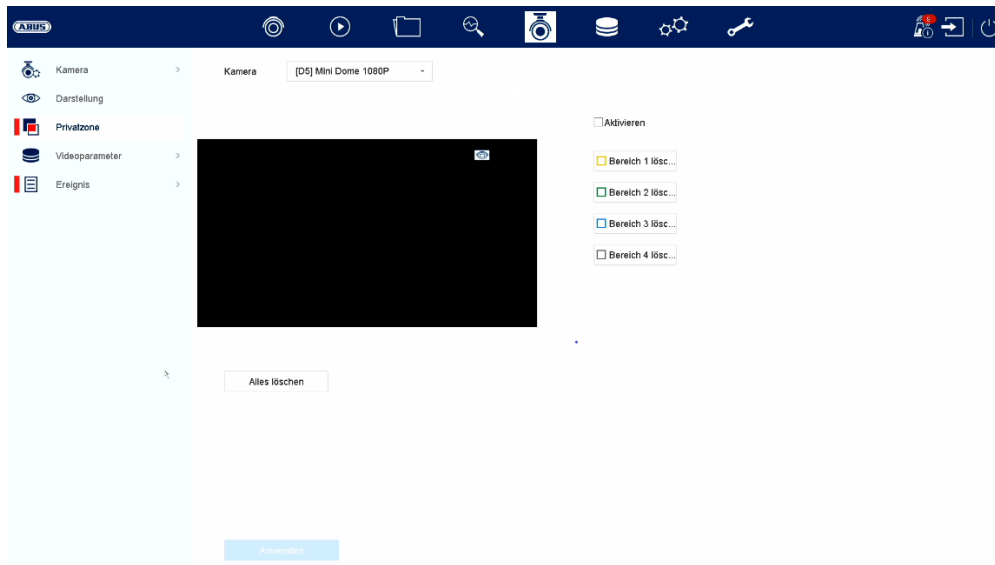 ABUS
6
Kamera
Darstellung
Privatzone
Videoparameter
Ereignis
Kamera [D5] Mini Dome 1080P
Aktivieren
Bereich 1 lösc...
Bereich 2 lösc...
Bereich 3 lösc...
Bereich 4 lösc...
Alles löschen
Anwenden